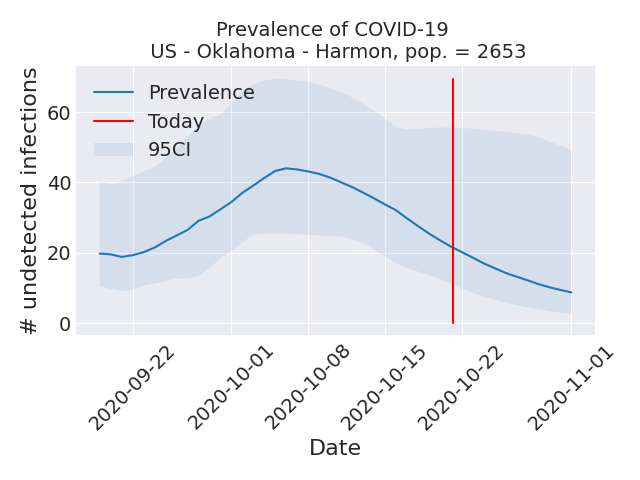 Prevalence of COVID-19
US - Oklahoma - Harmon, pop. = 2653
# undetected infections
60
40
20
0
Prevalence
Today
95CI
2020-09-22
2020-10-01
2020-10-08
2020-10-15
2020-10-22
2020-11-01
Date